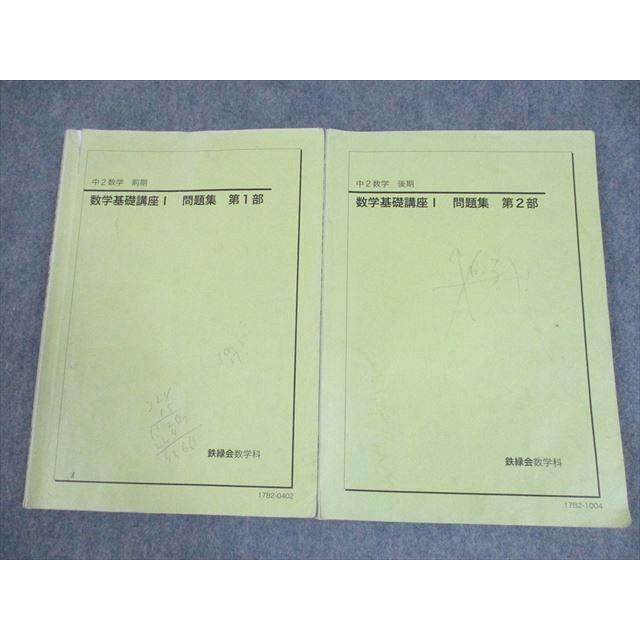 中2数学 前期
数学基礎講座Ⅰ 問題集 第1部
鉄緑会数学科
17B2-0402
中2数学 後期
数学基礎講座Ⅰ 問題集 第2部
鉄緑会数学科
17B2-1004